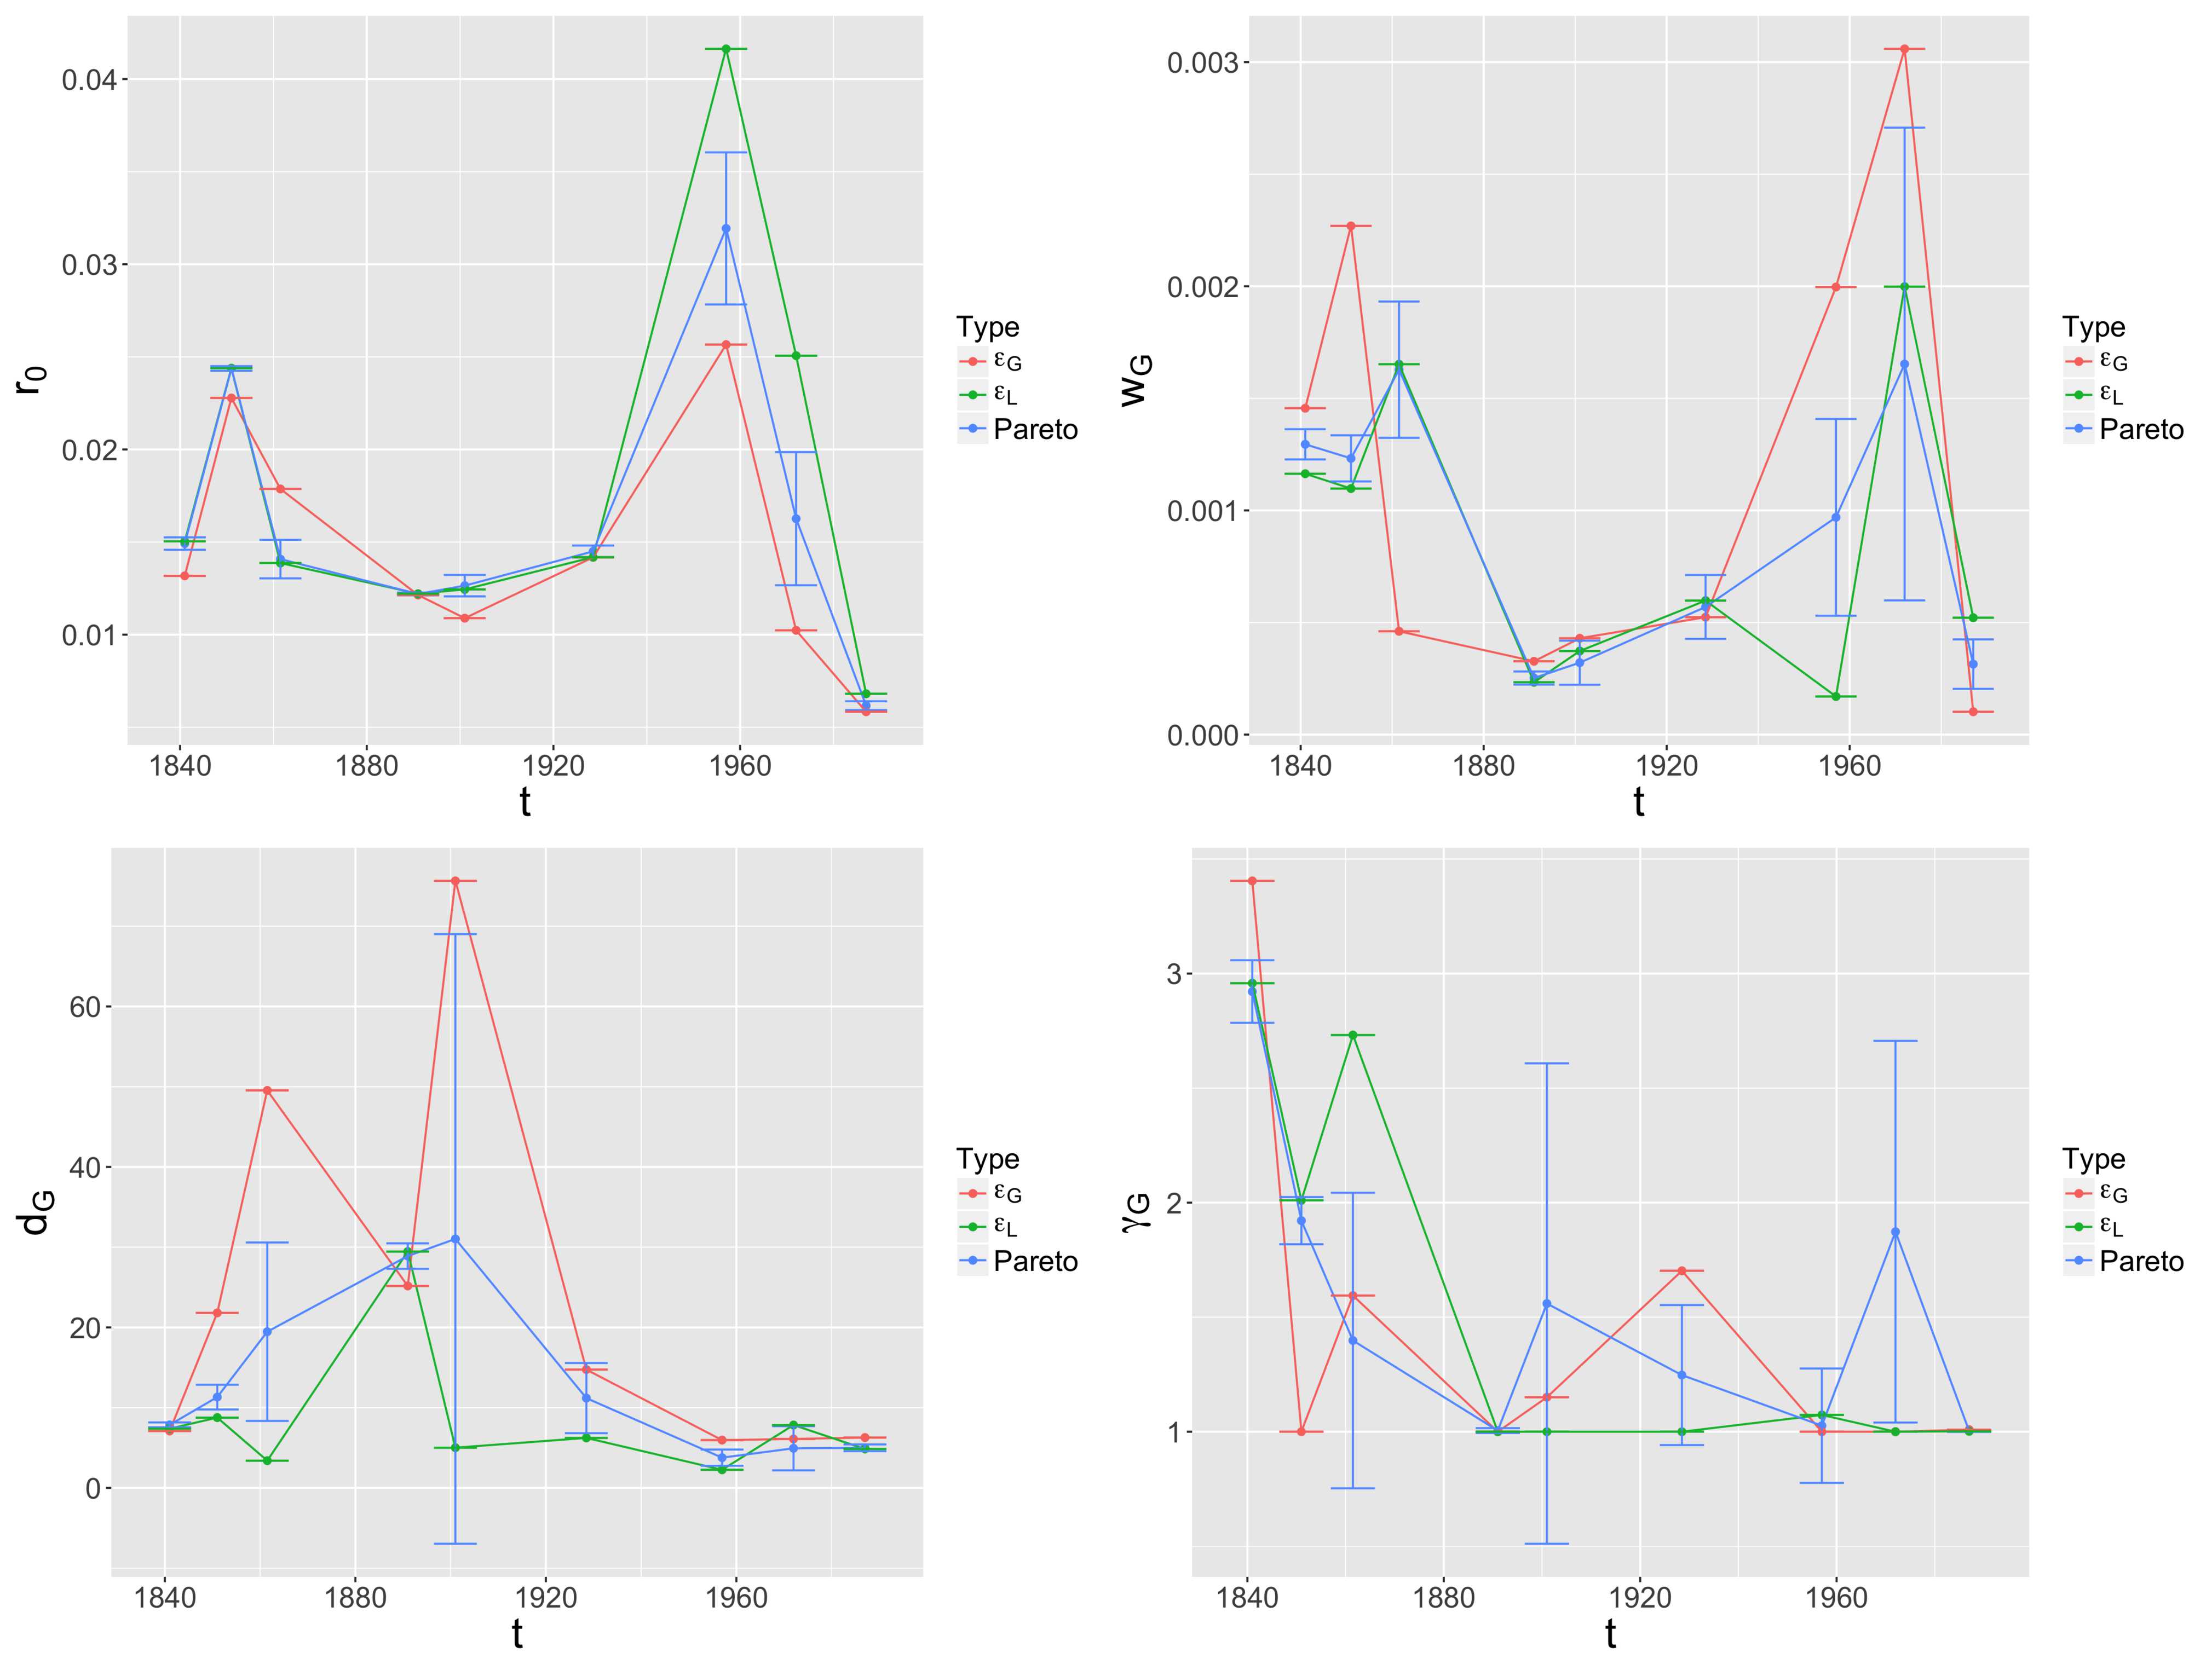 r0
0.04
0.03
0.02
0.01
1840 1880 1920 1960
t
Type
εG
εL
Pareto
wG
0.003
0.002
0.001
0.000
1840 1880 1920 1960
t
Type
εG
εL
Pareto
dG
60
40
20
0
1840 1880 1920 1960
t
Type
εG
εL
Pareto
γG
3
2
1
1840 1880 1920 1960
t
Type
εG
εL
Pareto